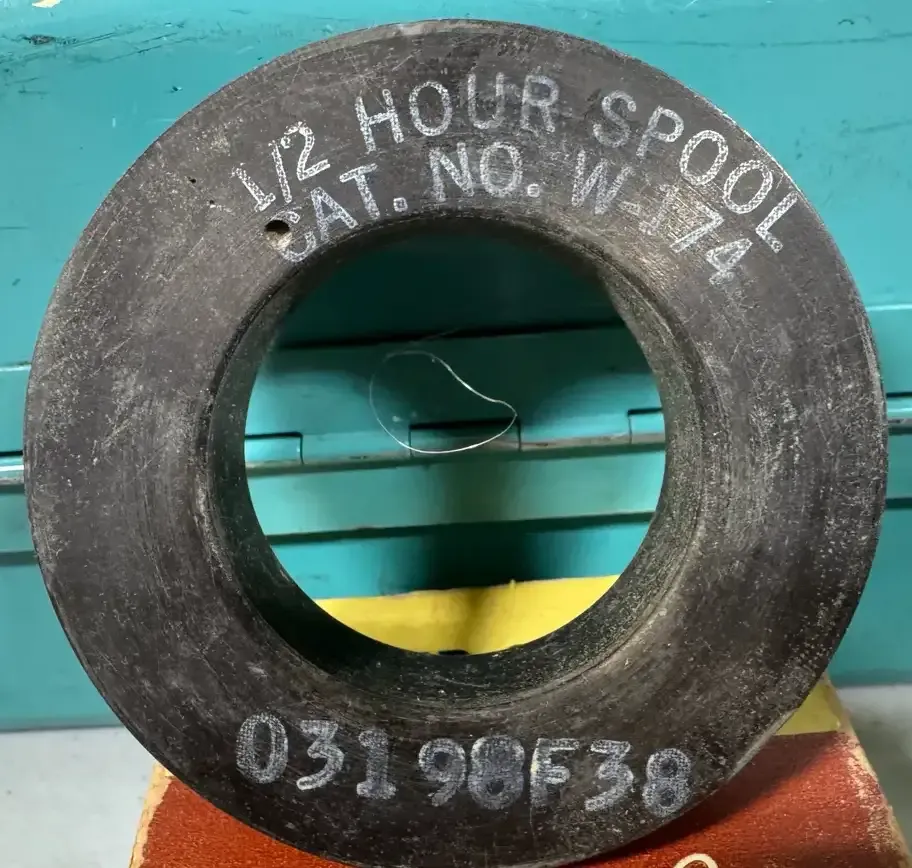 1/2 HOUR SPOOL
CAT. NO. W-174
03198F38